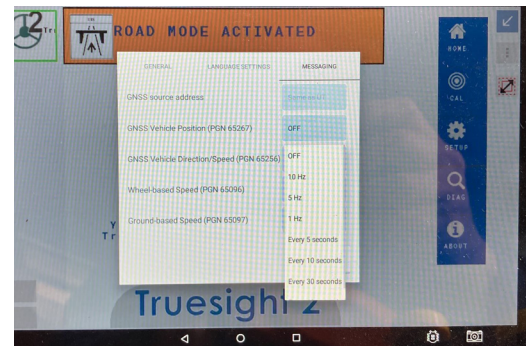 2
ROAD MODE ACTIVATED
HOME
GENERAL
LANGUAGE SETTINGS
MESSAGING
GNSS source address
CAL
GNSS Vehicle Position (PGN 65267)
OFF
SETUP
GNSS Vehicle Direction/Speed (PGN 65256)
OFF
10 Hz
Wheel-based Speed (PGN 65096)
5 Hz
DIAG
Ground-based Speed (PGN 65097)
1 Hz
Every 5 seconds
ABOUT
Every 10 seconds
Every 30 seconds
Truesight 2